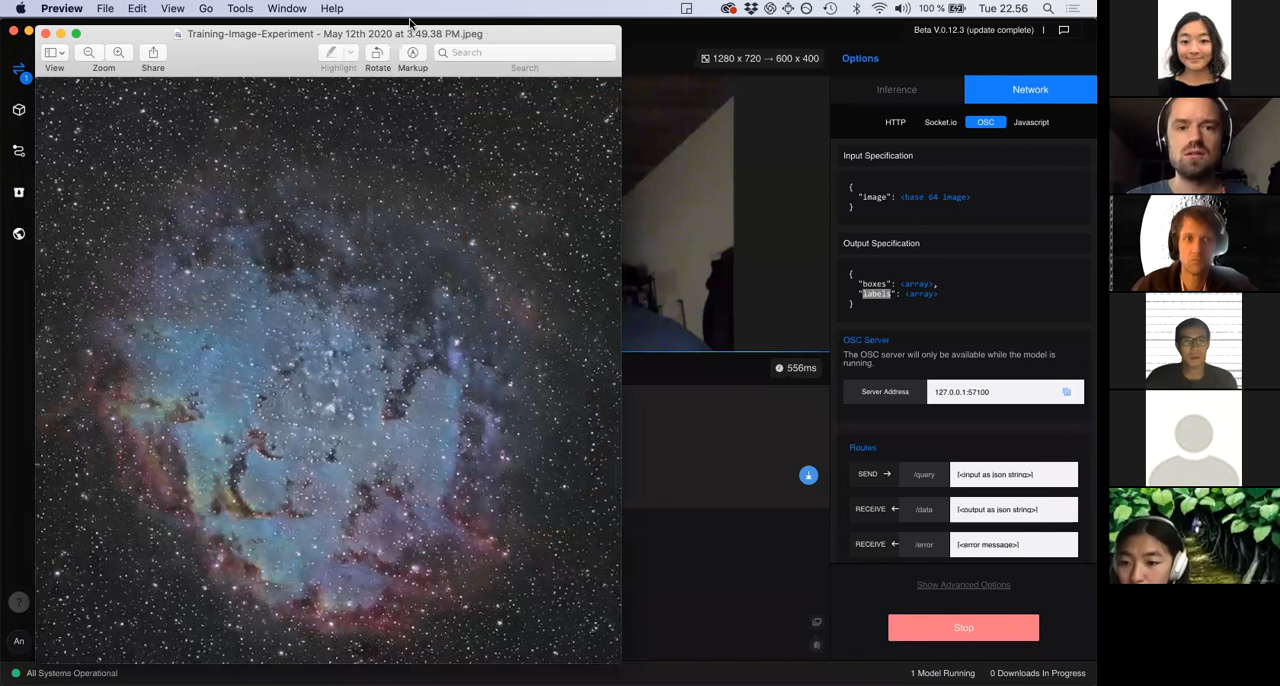 Preview File Edit View Go Tools Window Help 100 % Tue 22.56
Training-Image-Experiment - May 12th 2020 at 3.49.38 PM.jpeg
Search
View Zoom Share Highlight Rotate Markup Search
Beta V.0.12.3 (update complete)
1280 x 720 → 600 x 400 Options
1
Inference Network
HTTP Socket.io OSC Javascript
Input Specification
{
"image": <base 64 image>
}
Output Specification
{
"boxes": <array>,
"labels": <array>
}
OSC Server
The OSC server will only be available while the model is
running.
556ms
Server Address 127.0.0.1:57100
Routes
SEND → /query [<input as json string>]
RECEIVE ← /data [<output as json string>]
RECEIVE ← /error [<error message>]
Show Advanced Options
?
Stop
An
All Systems Operational 1 Model Running 0 Downloads In Progress